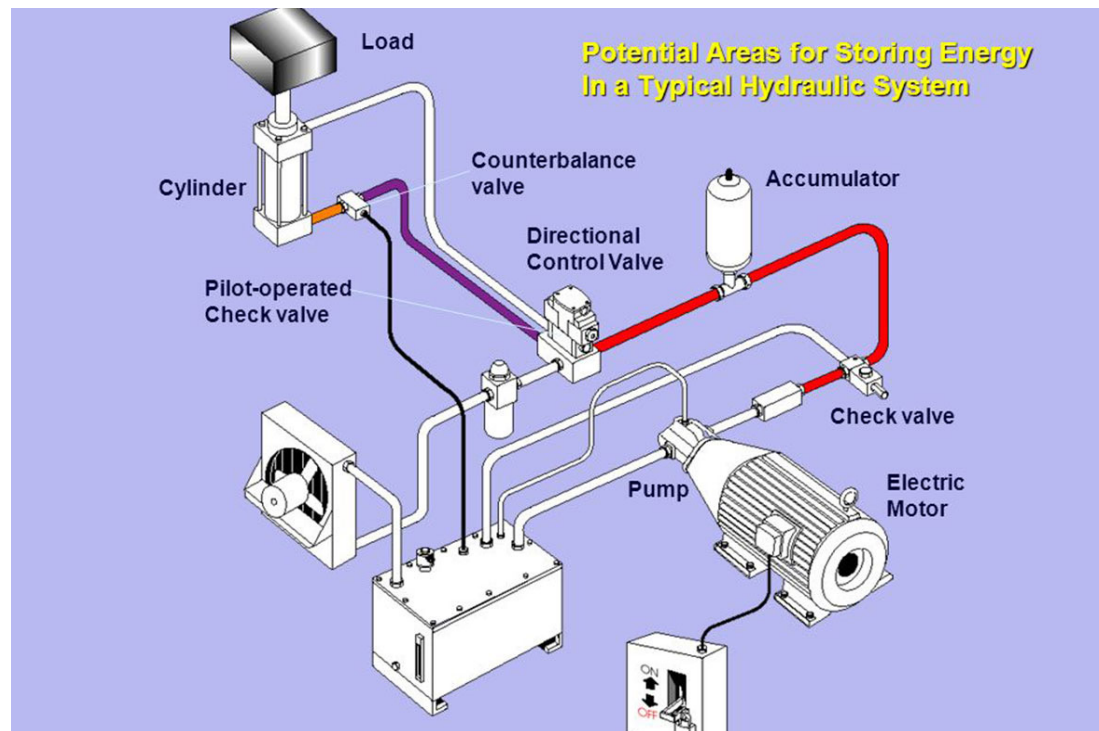 Load
Potential Areas for Storing Energy
In a Typical Hydraulic System
Counterbalance
valve
Cylinder
Accumulator
Directional
Control Valve
Pilot-operated
Check valve
Check valve
Pump
Electric
Motor
ON
OFF